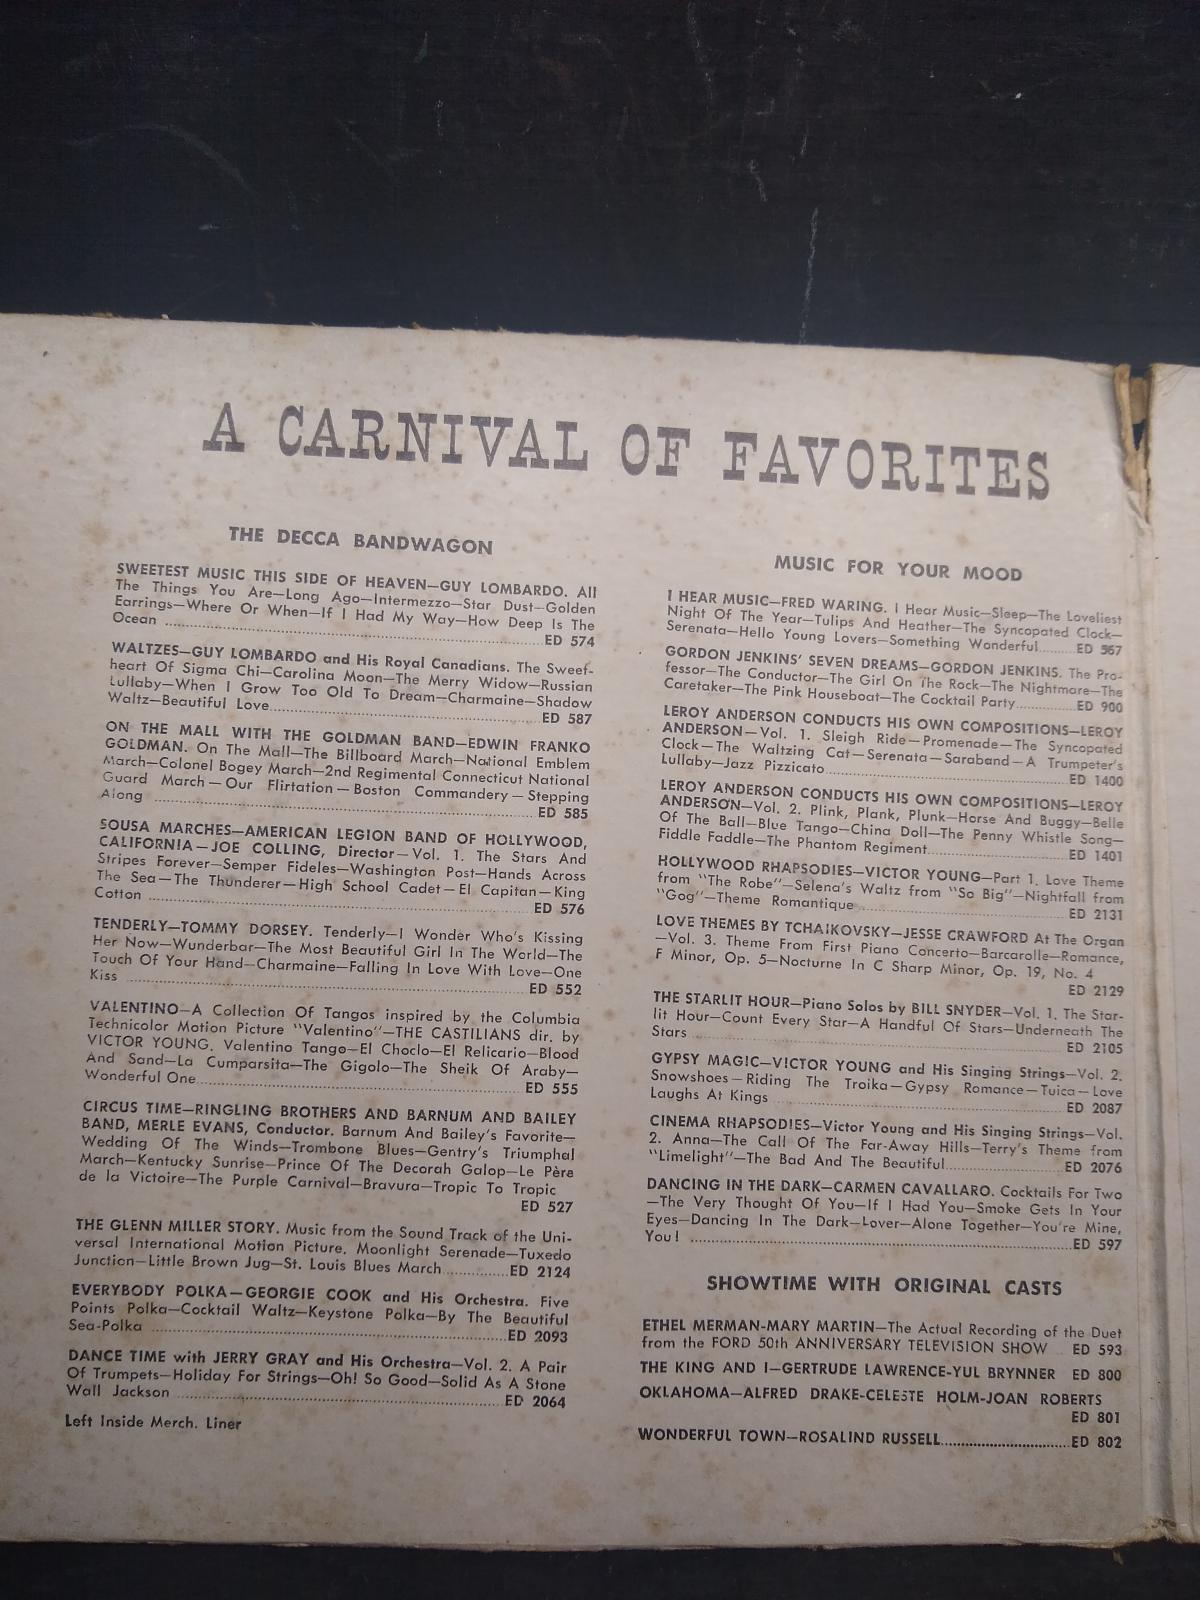 A CARNIVAL OF FAVORITES
THE DECCA BANDWAGON
SWEETEST MUSIC THIS SIDE OF HEAVEN—GUY LOMBARDO. All
The Things You Are—Long Ago—Intermezzo—Star Dust—Golden
Earrings—Where Or When—If I Had My Way—How Deep Is The
Ocean ............ ED 574
WALTZES—GUY LOMBARDO and His Royal Canadians. The Sweet-
heart Of Sigma Chi—Carolina Moon—The Merry Widow—Russian
Lullaby—When I Grow Too Old To Dream—Charmaine—Shadow
Waltz—Beautiful Love............ ED 587
ON THE MALL WITH THE GOLDMAN BAND—EDWIN FRANKO
GOLDMAN. On The Mall—The Billboard March—National Emblem
March—Colonel Bogey March—2nd Regimental Connecticut National
Guard March—Our Flirtation—Boston Commandery—Stepping
Along ............ ED 585
SOUSA MARCHES—AMERICAN LEGION BAND OF HOLLYWOOD,
CALIFORNIA—JOE COLLING, Director—Vol. 1. The Stars And
Stripes Forever—Semper Fideles—Washington Post—Hands Across
The Sea—The Thunderer—High School Cadet—El Capitan—King
Cotton ............ ED 576
TENDERLY—TOMMY DORSEY. Tenderly—I Wonder Who's Kissing
Her Now—Wunderbar—The Most Beautiful Girl In The World—The
Touch Of Your Hand—Charmaine—Falling In Love With Love—One
Kiss ............ ED 552
VALENTINO—A Collection Of Tangos inspired by the Columbia
Technicolor Motion Picture "Valentino"—THE CASTILIANS dir. by
VICTOR YOUNG. Valentino Tango—El Choclo—El Relicario—Blood
And Sand—La Cumparsita—The Gigolo—The Sheik Of Araby—
Wonderful One............ ED 555
CIRCUS TIME—RINGLING BROTHERS AND BARNUM AND BAILEY
BAND, MERLE EVANS, Conductor. Barnum And Bailey's Favorite—
Wedding Of The Winds—Trombone Blues—Gentry's Triumphal
March—Kentucky Sunrise—Prince Of The Decorah Galop—Le Père
de la Victoire—The Purple Carnival—Bravura—Tropic To Tropic
ED 527
THE GLENN MILLER STORY. Music from the Sound Track of the Uni-
versal International Motion Picture. Moonlight Serenade—Tuxedo
Junction—Little Brown Jug—St. Louis Blues March ............ ED 2124
EVERYBODY POLKA—GEORGIE COOK and His Orchestra. Five
Points Polka—Cocktail Waltz—Keystone Polka—By The Beautiful
Sea-Polka ............ ED 2093
DANCE TIME with JERRY GRAY and His Orchestra—Vol. 2. A Pair
Of Trumpets—Holiday For Strings—Oh! So Good—Solid As A Stone
Wall Jackson ............ ED 2064
Left Inside Merch. Liner
MUSIC FOR YOUR MOOD
I HEAR MUSIC—FRED WARING. I Hear Music—Sleep—The Loveliest
Night Of The Year—Tulips And Heather—The Syncopated Clock—
Serenata—Hello Young Lovers—Something Wonderful....... ED 567
GORDON JENKINS' SEVEN DREAMS—GORDON JENKINS. The Pro-
fessor—The Conductor—The Girl On The Rock—The Nightmare—The
Caretaker—The Pink Houseboat—The Cocktail Party............ ED 900
LEROY ANDERSON CONDUCTS HIS OWN COMPOSITIONS—LEROY
ANDERSON—Vol. 1. Sleigh Ride—Promenade—The Syncopated
Clock—The Waltzing Cat—Serenata—Saraband—A Trumpeter's
Lullaby—Jazz Pizzicato............ ED 1400
LEROY ANDERSON CONDUCTS HIS OWN COMPOSITIONS—LEROY
ANDERSON—Vol. 2. Plink, Plank, Plunk—Horse And Buggy—Belle
Of The Ball—Blue Tango—China Doll—The Penny Whistle Song—
Fiddle Faddle—The Phantom Regiment............ ED 1401
HOLLYWOOD RHAPSODIES—VICTOR YOUNG—Part 1. Love Theme
from "The Robe"—Selena's Waltz from "So Big"—Nightfall from
"Gog"—Theme Romantique ............ ED 2131
LOVE THEMES BY TCHAIKOVSKY—JESSE CRAWFORD At The Organ
—Vol. 3. Theme From First Piano Concerto—Barcarolle—Romance,
F Minor, Op. 5—Nocturne In C Sharp Minor, Op. 19, No. 4
ED 2129
THE STARLIT HOUR—Piano Solos by BILL SNYDER—Vol. 1. The Star-
lit Hour—Count Every Star—A Handful Of Stars—Underneath The
Stars ............ ED 2105
GYPSY MAGIC—VICTOR YOUNG and His Singing Strings—Vol. 2.
Snowshoes—Riding The Troika—Gypsy Romance—Tuica—Love
Laughs At Kings ............ ED 2087
CINEMA RHAPSODIES—Victor Young and His Singing Strings—Vol.
2. Anna—The Call Of The Far-Away Hills—Terry's Theme from
"Limelight"—The Bad And The Beautiful............ ED 2076
DANCING IN THE DARK—CARMEN CAVALLARO. Cocktails For Two
—The Very Thought Of You—If I Had You—Smoke Gets In Your
Eyes—Dancing In The Dark—Lover—Alone Together—You're Mine,
You! ............ ED 597
SHOWTIME WITH ORIGINAL CASTS
ETHEL MERMAN-MARY MARTIN—The Actual Recording of the Duet
from the FORD 50th ANNIVERSARY TELEVISION SHOW .. ED 593
THE KING AND I—GERTRUDE LAWRENCE-YUL BRYNNER ED 800
OKLAHOMA—ALFRED DRAKE-CELESTE HOLM-JOAN ROBERTS
ED 801
WONDERFUL TOWN—ROSALIND RUSSELL............ ED 802